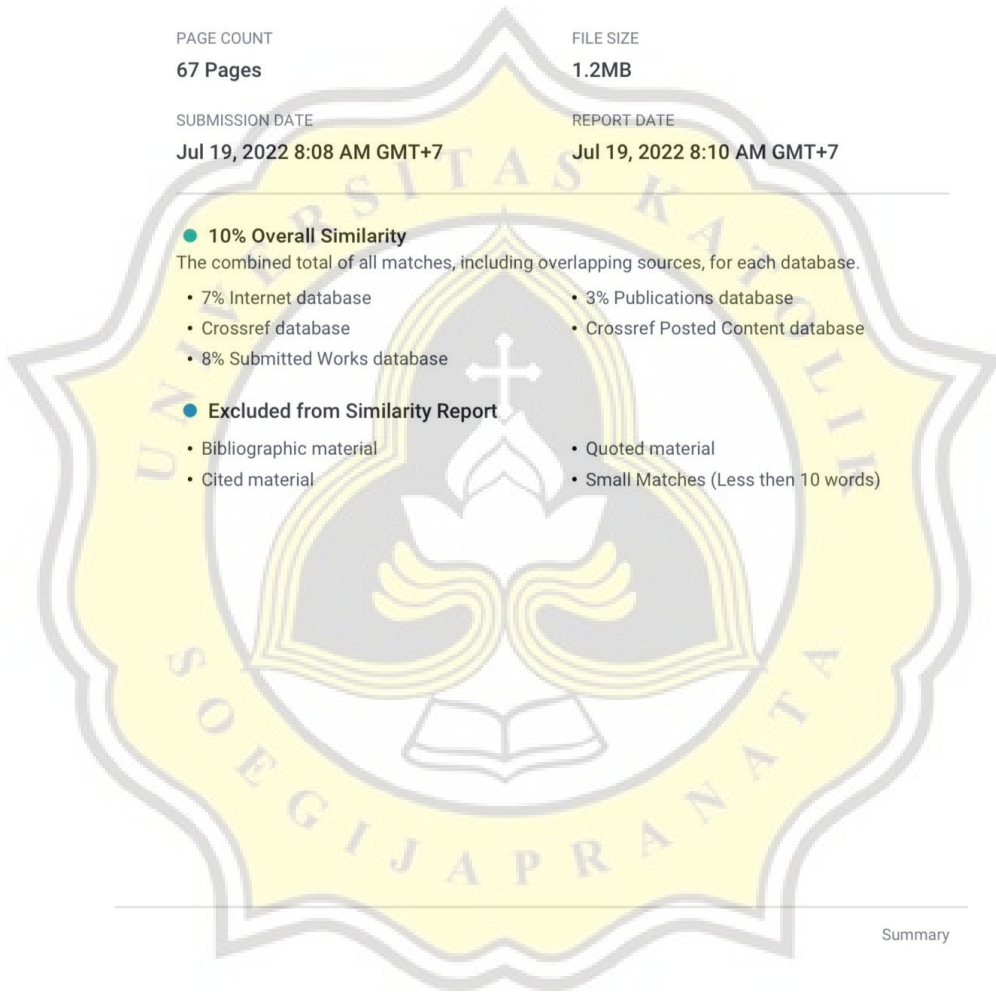 PAGE COUNT
67 Pages
FILE SIZE
1.2MB
SUBMISSION DATE
Jul 19, 2022 8:08 AM GMT+7
REPORT DATE
Jul 19, 2022 8:10 AM GMT+7
10% Overall Similarity
The combined total of all matches, including overlapping sources, for each database.
• 7% Internet database
• 3% Publications database
• Crossref database
• Crossref Posted Content database
• 8% Submitted Works database
Excluded from Similarity Report
• Bibliographic material
• Quoted material
• Cited material
• Small Matches (Less then 10 words)
UNIVERSITAS KATOLIK
SOEGIJAPRANATA
Summary